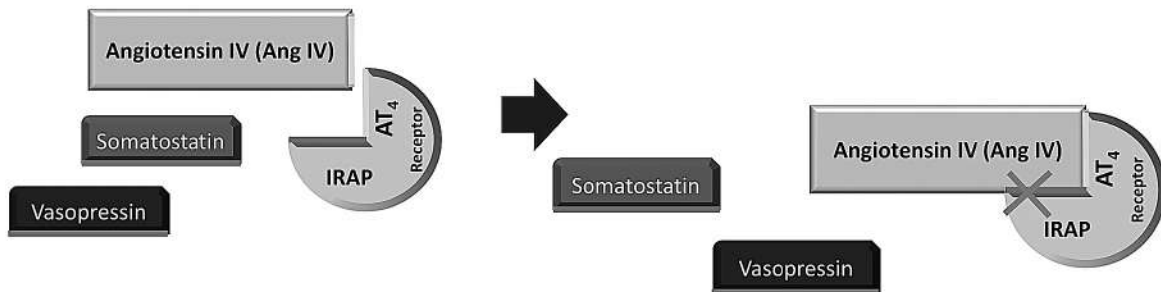 Angiotensin IV (Ang IV)
Somatostatin
Vasopressin
AT4
Receptor
IRAP
Somatostatin
Vasopressin
Angiotensin IV (Ang IV)
AT4
Receptor
IRAP